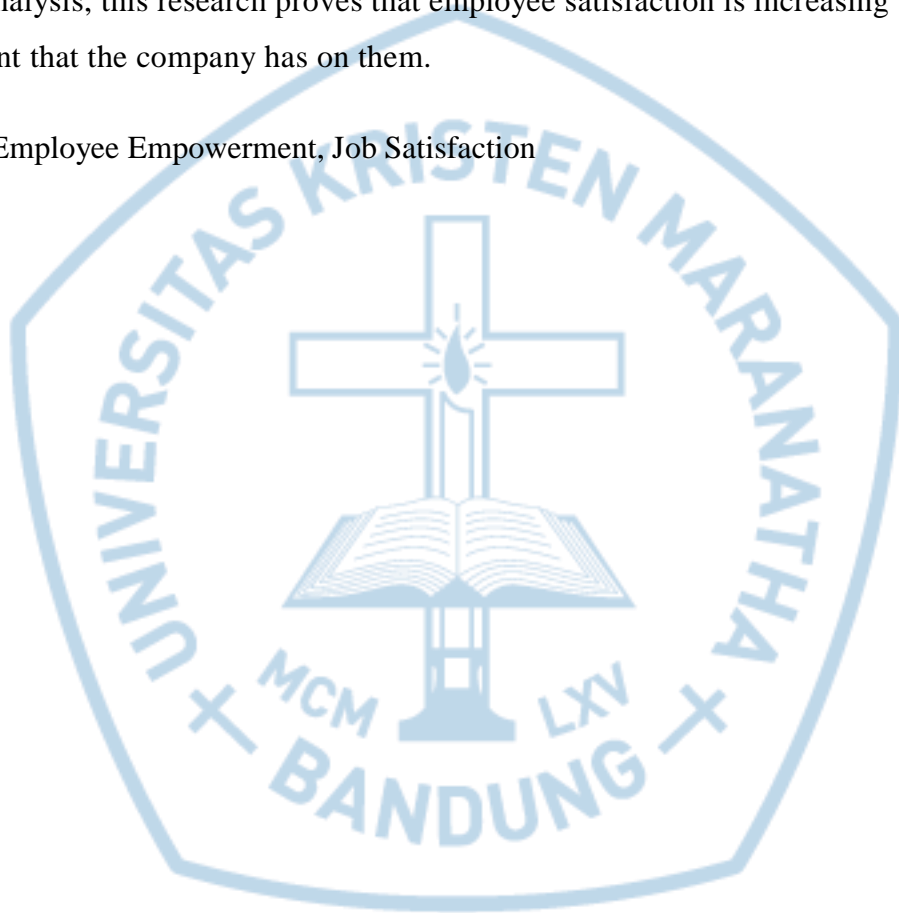 nalysis, this research proves that employee satisfaction is increasing
nt that the company has on them.
Employee Empowerment, Job Satisfaction
UNIVERSITAS KRISTEN MARANATHA
MCM LXV
BANDUNG